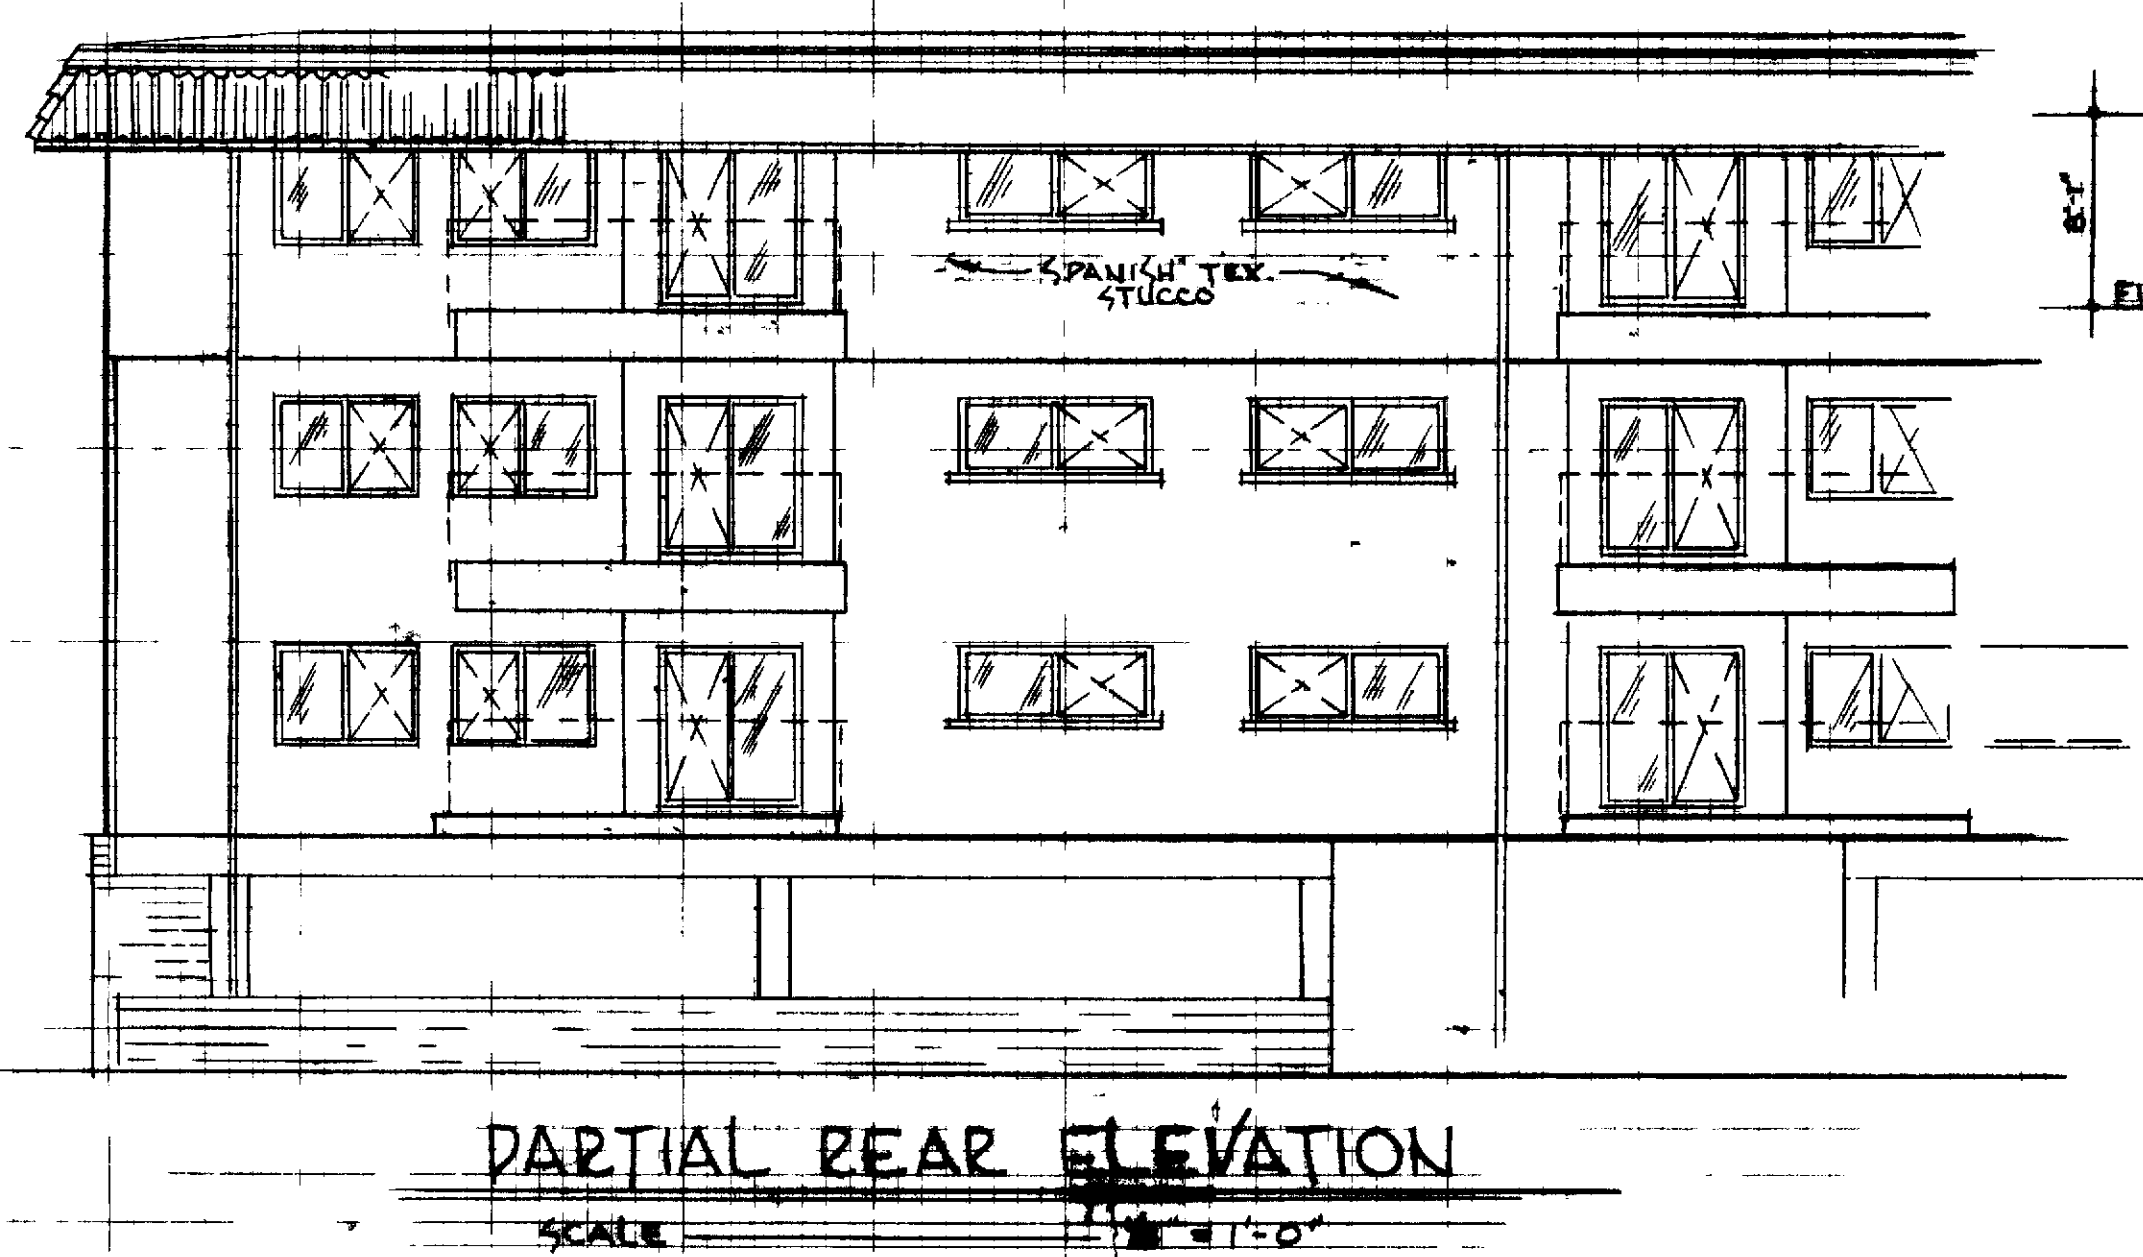 8'-1"
"SPANISH" TEX.
STUCCO
PARTIAL REAR ELEVATION
SCALE " = 1'-0"